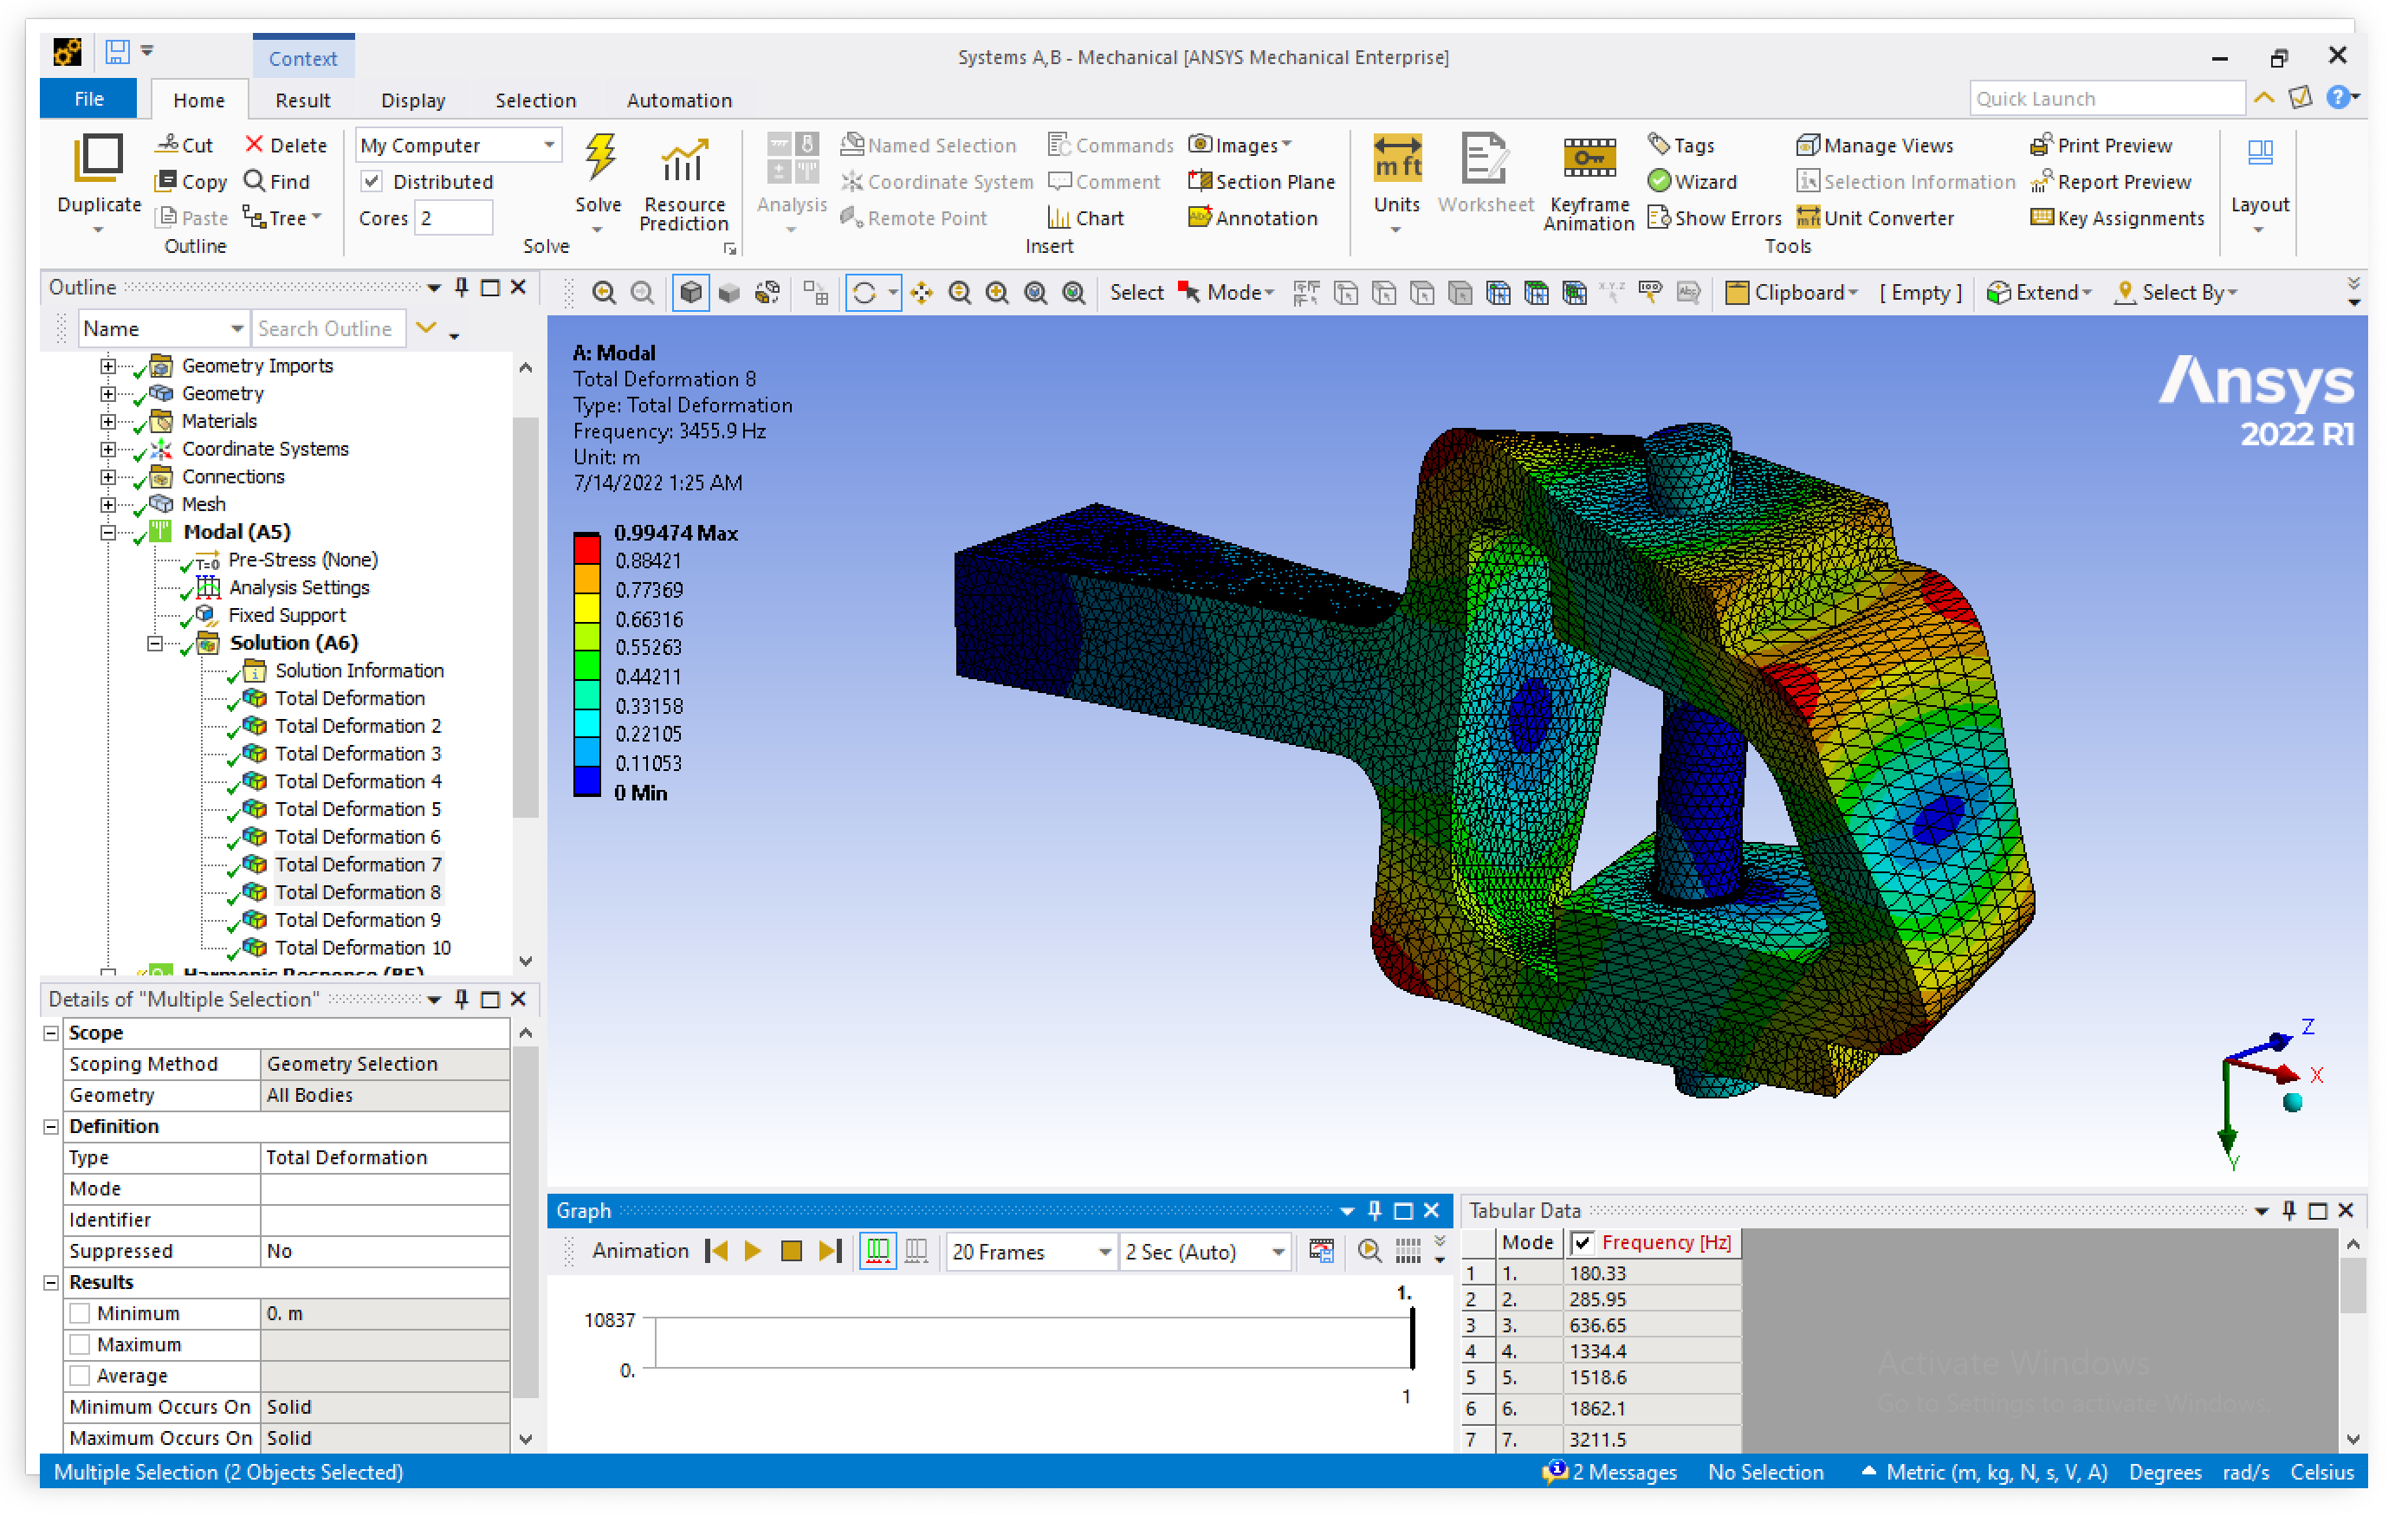 Context
Systems A,B - Mechanical [ANSYS Mechanical Enterprise]
File Home Result Display Selection Automation
Quick Launch
Duplicate
Cut
Copy
Paste
Delete
Find
Tree
Outline
My Computer
Distributed
Cores 2
Solve
Resource Prediction
Solve
Analysis
Named Selection
Coordinate System
Remote Point
Commands
Comment
Chart
Images
Section Plane
Annotation
Insert
mft
Units
Worksheet
Keyframe Animation
Tags
Wizard
Show Errors
Manage Views
Selection Information
Unit Converter
Print Preview
Report Preview
Key Assignments
Tools
Layout
Outline
Name Search Outline
Select Mode Clipboard [ Empty ] Extend Select By
Geometry Imports
Geometry
Materials
Coordinate Systems
Connections
Mesh
Modal (A5)
Pre-Stress (None)
Analysis Settings
Fixed Support
Solution (A6)
Solution Information
Total Deformation
Total Deformation 2
Total Deformation 3
Total Deformation 4
Total Deformation 5
Total Deformation 6
Total Deformation 7
Total Deformation 8
Total Deformation 9
Total Deformation 10
Harmonic Response (B5)
A: Modal
Total Deformation 8
Type: Total Deformation
Frequency: 3455.9 Hz
Unit: m
7/14/2022 1:25 AM
0.99474 Max
0.88421
0.77369
0.66316
0.55263
0.44211
0.33158
0.22105
0.11053
0 Min
Ansys
2022 R1
Z
X
Y
Details of "Multiple Selection"
Scope
Scoping Method Geometry Selection
Geometry All Bodies
Definition
Type Total Deformation
Mode
Identifier
Suppressed No
Results
Minimum 0. m
Maximum
Average
Minimum Occurs On Solid
Maximum Occurs On Solid
Graph
Animation 20 Frames 2 Sec (Auto)
1.
10837
0.
1
Tabular Data
Mode Frequency [Hz]
1 1. 180.33
2 2. 285.95
3 3. 636.65
4 4. 1334.4
5 5. 1518.6
6 6. 1862.1
7 7. 3211.5
Activate Windows
Go to Settings to activate Windows.
Multiple Selection (2 Objects Selected) 2 Messages No Selection Metric (m, kg, N, s, V, A) Degrees rad/s Celsius